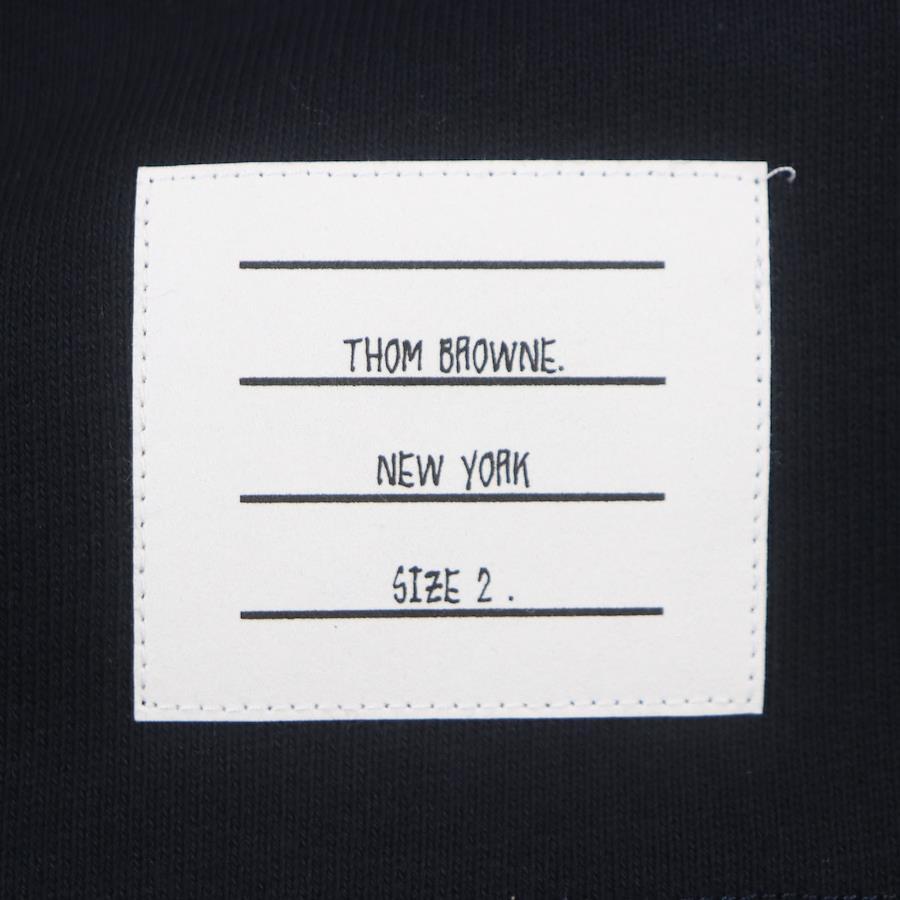 THOM BROWNE.
NEW YORK
SIZE 2 .